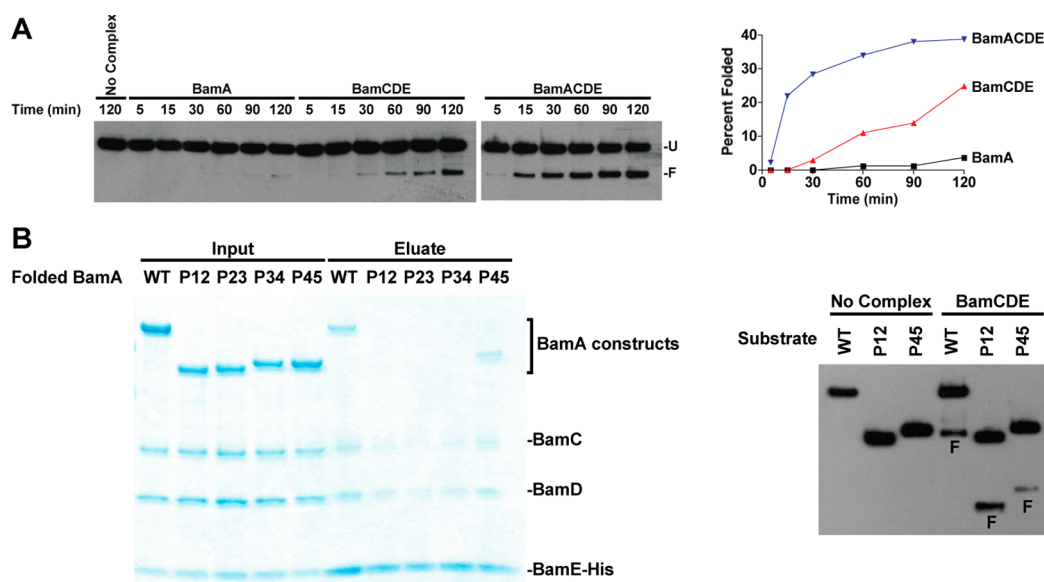 A
No Complex
BamA
BamCDE
BamACDE
Time (min)
120 5 15 30 60 90 120 5 15 30 60 90 120 5 15 30 60 90 120
-U
-F
Percent Folded
40
30
20
10
0
0 30 60 90 120
Time (min)
BamACDE
BamCDE
BamA
B
Input
Eluate
Folded BamA
WT P12 P23 P34 P45 WT P12 P23 P34 P45
BamA constructs
-BamC
-BamD
-BamE-His
No Complex
BamCDE
Substrate
WT P12 P45 WT P12 P45
F
F
F